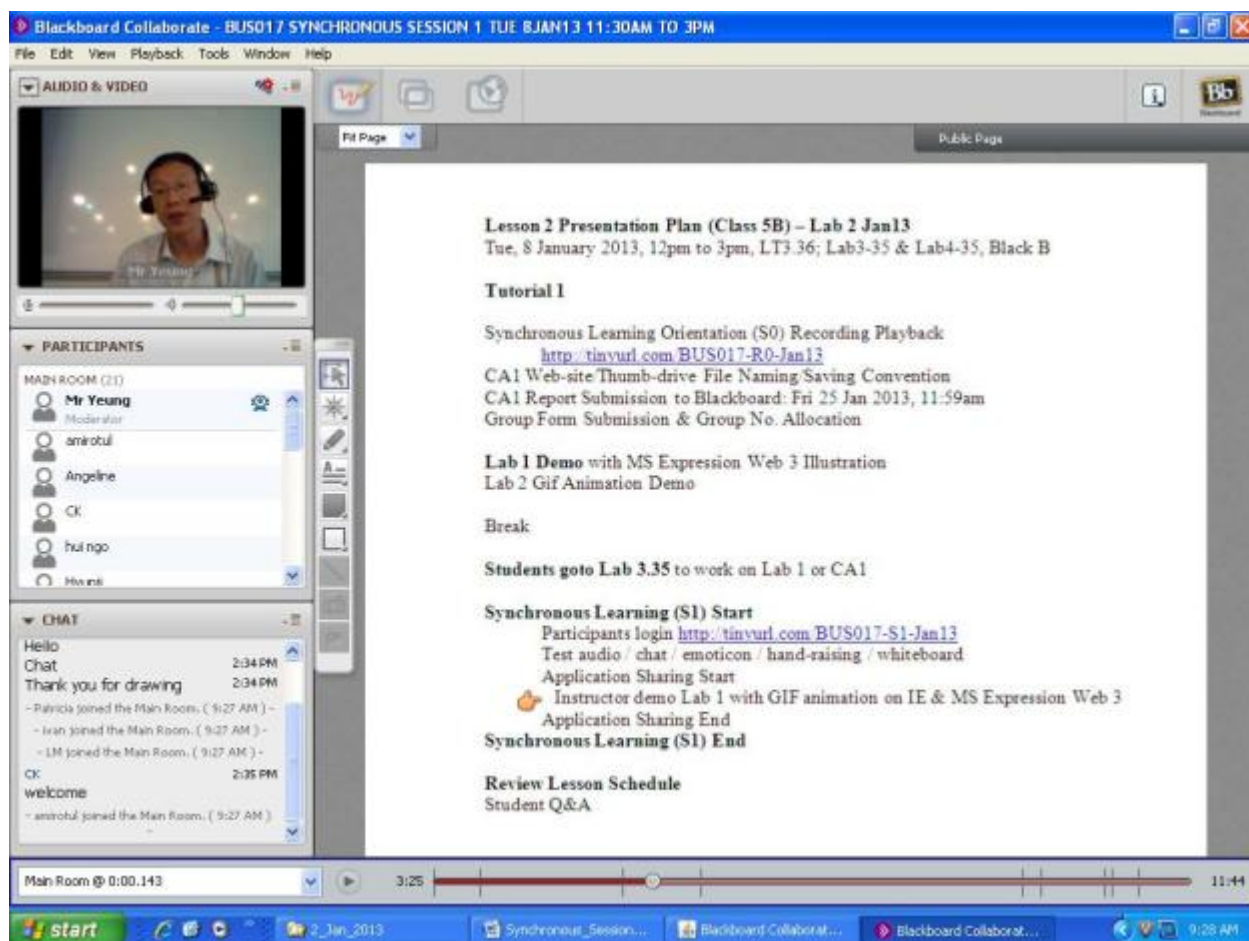 Blackboard Collaborate - BUS017 SYNCHRONOUS SESSION 1 TUE 8JAN13 11:30AM TO 3PM
File Edit View Playback Tools Window Help
AUDIO & VIDEO
Mr Yeung
PARTICIPANTS
MAIN ROOM (21)
Mr Yeung
Moderator
amirotul
Angeline
CK
hui ngo
CHAT
Hello
Chat 2:34 PM
Thank you for drawing 2:34 PM
- Patricia joined the Main Room. ( 9:27 AM ) -
- ivan joined the Main Room. ( 9:27 AM ) -
- LM joined the Main Room. ( 9:27 AM ) -
CK 2:35 PM
welcome
- amirotul joined the Main Room. ( 9:27 AM )
Fit Page
Public Page
Bb
Lesson 2 Presentation Plan (Class 5B) – Lab 2 Jan13
Tue, 8 January 2013, 12pm to 3pm, LT3.36; Lab3-35 & Lab4-35, Black B
Tutorial 1
Synchronous Learning Orientation (S0) Recording Playback
http://tinyurl.com/BUS017-R0-Jan13
CA1 Web-site/Thumb-drive File Naming/Saving Convention
CA1 Report Submission to Blackboard: Fri 25 Jan 2013, 11:59am
Group Form Submission & Group No. Allocation
Lab 1 Demo with MS Expression Web 3 Illustration
Lab 2 Gif Animation Demo
Break
Students goto Lab 3.35 to work on Lab 1 or CA1
Synchronous Learning (S1) Start
Participants login http://tinyurl.com/BUS017-S1-Jan13
Test audio / chat / emoticon / hand-raising / whiteboard
Application Sharing Start
Instructor demo Lab 1 with GIF animation on IE & MS Expression Web 3
Application Sharing End
Synchronous Learning (S1) End
Review Lesson Schedule
Student Q&A
Main Room @ 0:00.143
3:25
11:44
start
2_Jan_2013
Synchronous_Session...
Blackboard Collaborat...
Blackboard Collaborat...
9:28 AM